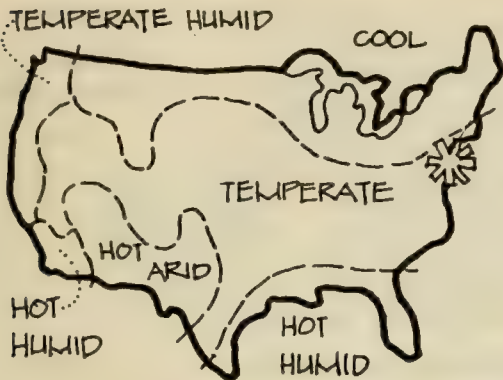 TEMPERATE HUMID
COOL
TEMPERATE
HOT
ARID
HOT
HUMID
HOT
HUMID